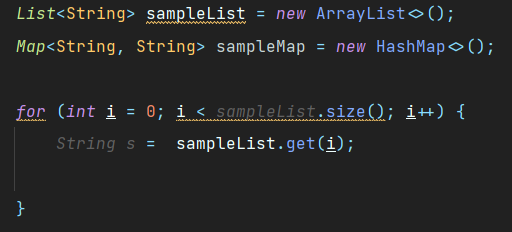 List<String> sampleList = new ArrayList<>();
Map<String, String> sampleMap = new HashMap<>();
for (int i = 0; i < sampleList.size(); i++) {
String s =  sampleList.get(i);
}